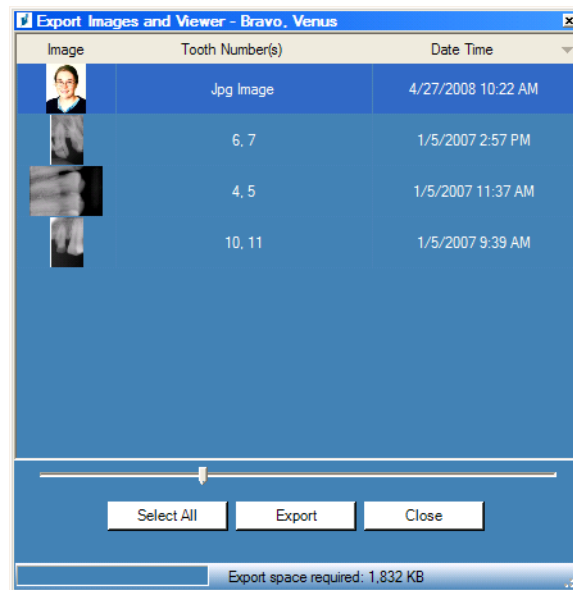 Export Images and Viewer - Bravo, Venus
Image Tooth Number(s) Date Time
Jpg Image 4/27/2008 10:22 AM
6, 7 1/5/2007 2:57 PM
4, 5 1/5/2007 11:37 AM
10, 11 1/5/2007 9:39 AM
Select All Export Close
Export space required: 1,832 KB